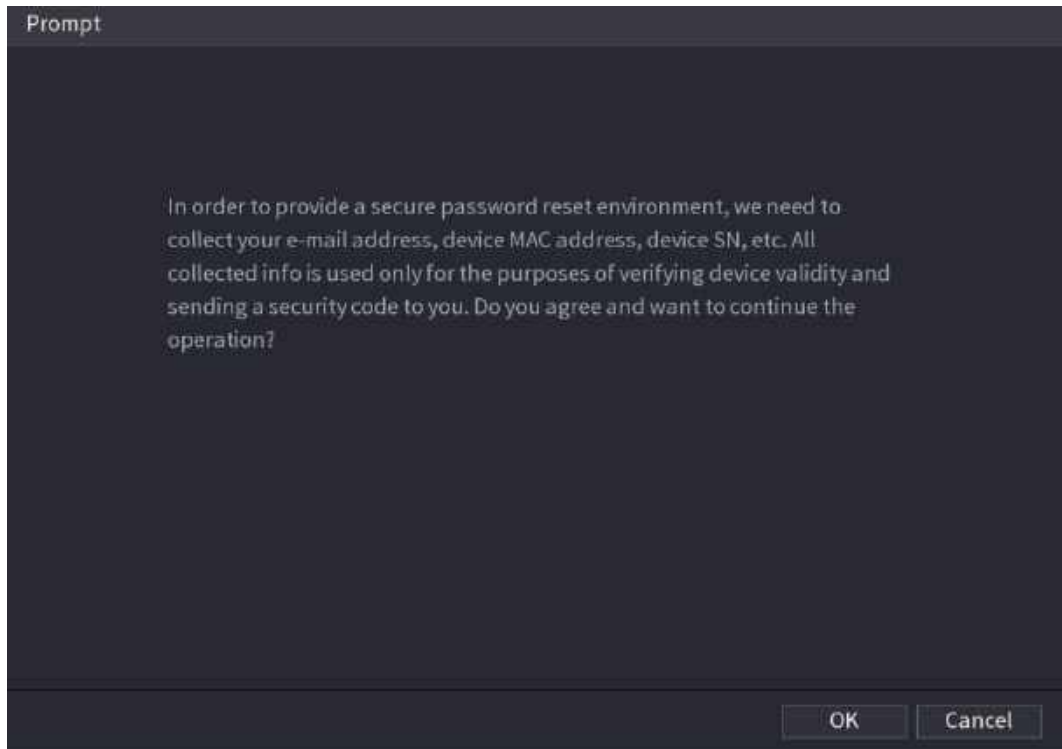 Prompt
In order to provide a secure password reset environment, we need to
collect your e-mail address, device MAC address, device SN, etc. All
collected info is used only for the purposes of verifying device validity and
sending a security code to you. Do you agree and want to continue the
operation?
OK
Cancel